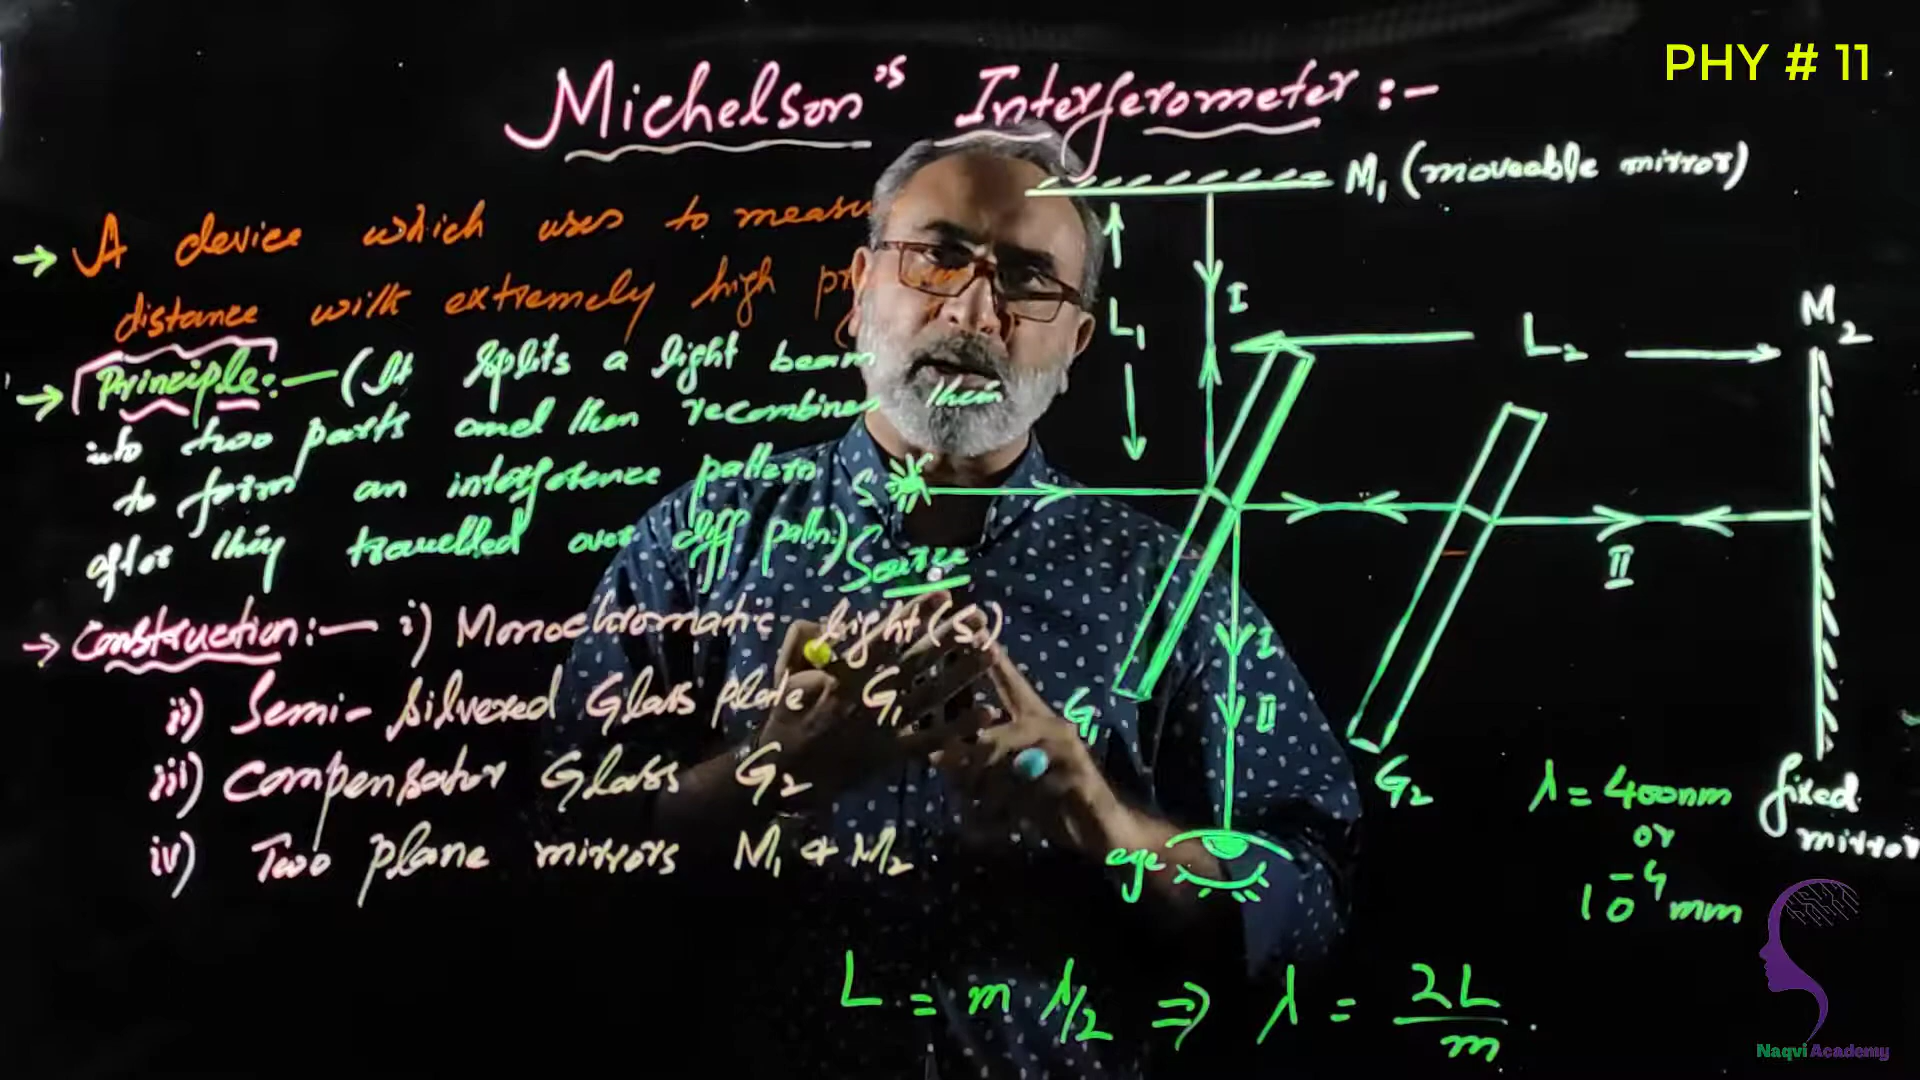 PHY # 11
Michelson's Interferometer :-
→ A device which uses to measu
distance with extremely high pr
→ Principle:- (It splits a light beam
into two parts and then recombines them
to form an interference pattern
after they travelled over diff path.)
→ Construction:- i) Monochromatic light (S)
ii) Semi-silvered Glass plate G₁
iii) Compensator Glass G₂
iv) Two plane mirrors M₁ & M₂.
M₁ (moveable mirror)
L₁
I
L₂
M₂
S
Source
II
I
II
G₁
G₂
eye
fixed
mirror
λ = 400nm
or
10⁻⁴ mm
L = m λ/2 ⇒ λ = 2L/m.
Naqvi Academy